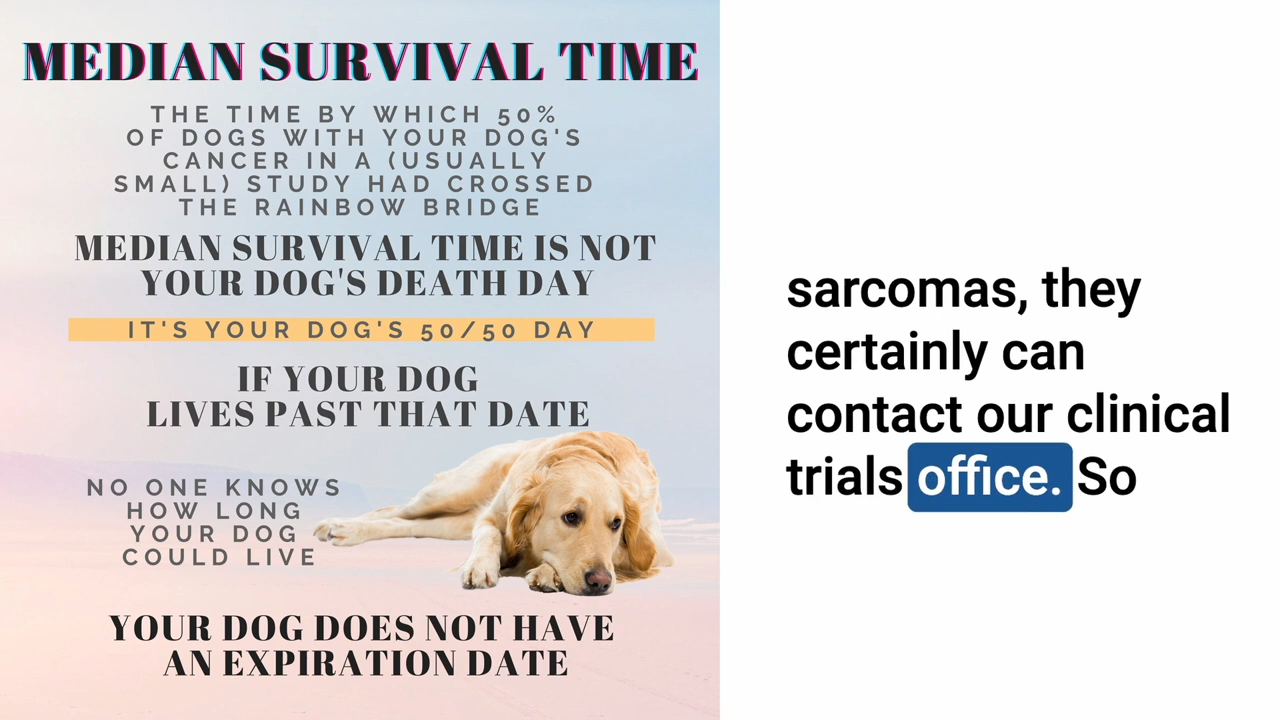 MEDIAN SURVIVAL TIME
THE TIME BY WHICH 50%
OF DOGS WITH YOUR DOG'S
CANCER IN A (USUALLY
SMALL) STUDY HAD CROSSED
THE RAINBOW BRIDGE
MEDIAN SURVIVAL TIME IS NOT
YOUR DOG'S DEATH DAY
IT'S YOUR DOG'S 50/50 DAY
IF YOUR DOG
LIVES PAST THAT DATE
NO ONE KNOWS
HOW LONG
YOUR DOG
COULD LIVE
YOUR DOG DOES NOT HAVE
AN EXPIRATION DATE
sarcomas, they
certainly can
contact our clinical
trials office. So